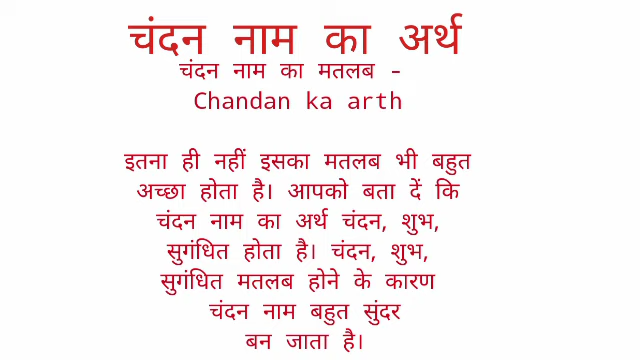 चंदन नाम का अर्थ
चंदन नाम का मतलब -
Chandan ka arth
इतना ही नहीं इसका मतलब भी बहुत
अच्छा होता है। आपको बता दें कि
चंदन नाम का अर्थ चंदन, शुभ,
सुगंधित होता है। चंदन, शुभ,
सुगंधित मतलब होने के कारण
चंदन नाम बहुत सुंदर
बन जाता है।